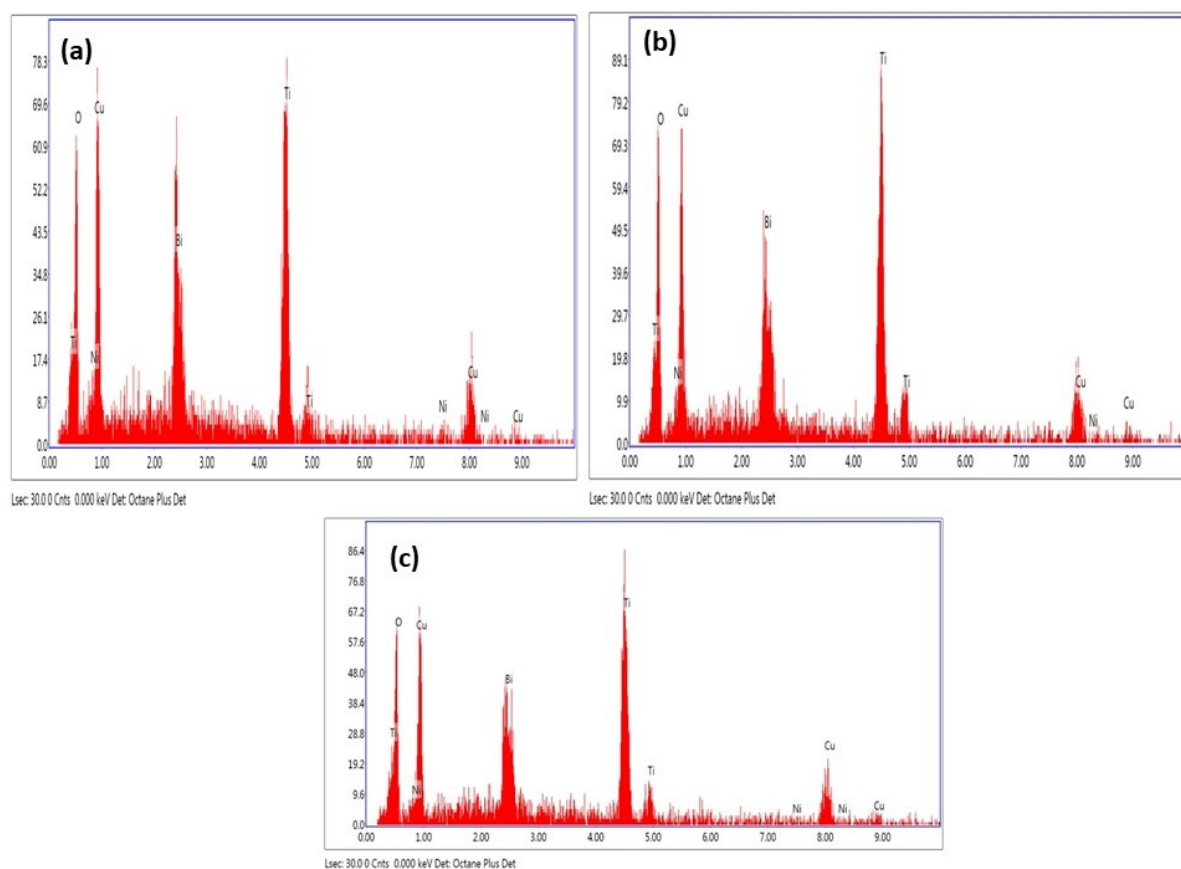 (a)
78.3
69.6
60.9
52.2
43.5
34.8
26.1
17.4
8.7
0.0
O
Cu
Ti
Ni
Bi
Ti
Ti
Ni
Cu
Ni
Cu
0.00 1.00 2.00 3.00 4.00 5.00 6.00 7.00 8.00 9.00
Lsec: 30.0 0 Cnts 0.000 keV Det: Octane Plus Det
(b)
89.1
79.2
69.3
59.4
49.5
39.6
29.7
19.8
9.9
0.0
O
Cu
Ti
Ni
Bi
Ti
Ti
Cu
Ni
Cu
0.00 1.00 2.00 3.00 4.00 5.00 6.00 7.00 8.00 9.00
Lsec: 30.0 0 Cnts 0.000 keV Det: Octane Plus Det
(c)
86.4
76.8
67.2
57.6
48.0
38.4
28.8
19.2
9.6
0.0
O
Cu
Ti
Ni
Bi
Ti
Ti
Ni
Cu
Ni
Cu
0.00 1.00 2.00 3.00 4.00 5.00 6.00 7.00 8.00 9.00
Lsec: 30.0 0 Cnts 0.000 keV Det: Octane Plus Det